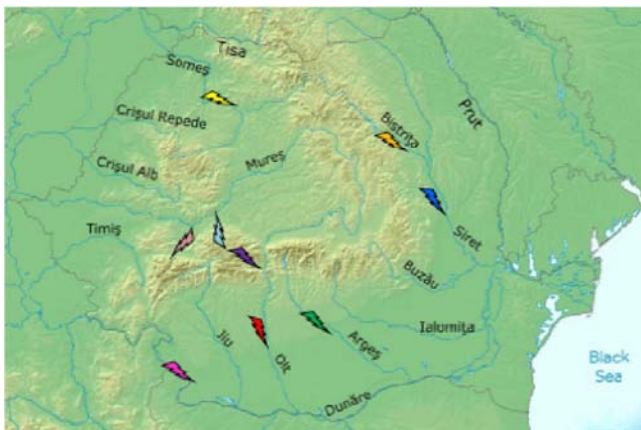 Tisa
Someș
Crișul Repede
Bistrița
Prut
Mureș
Crișul Alb
Timiș
Siret
Buzău
Ialomița
Jiu
Olt
Argeș
Dunăre
Black
Sea